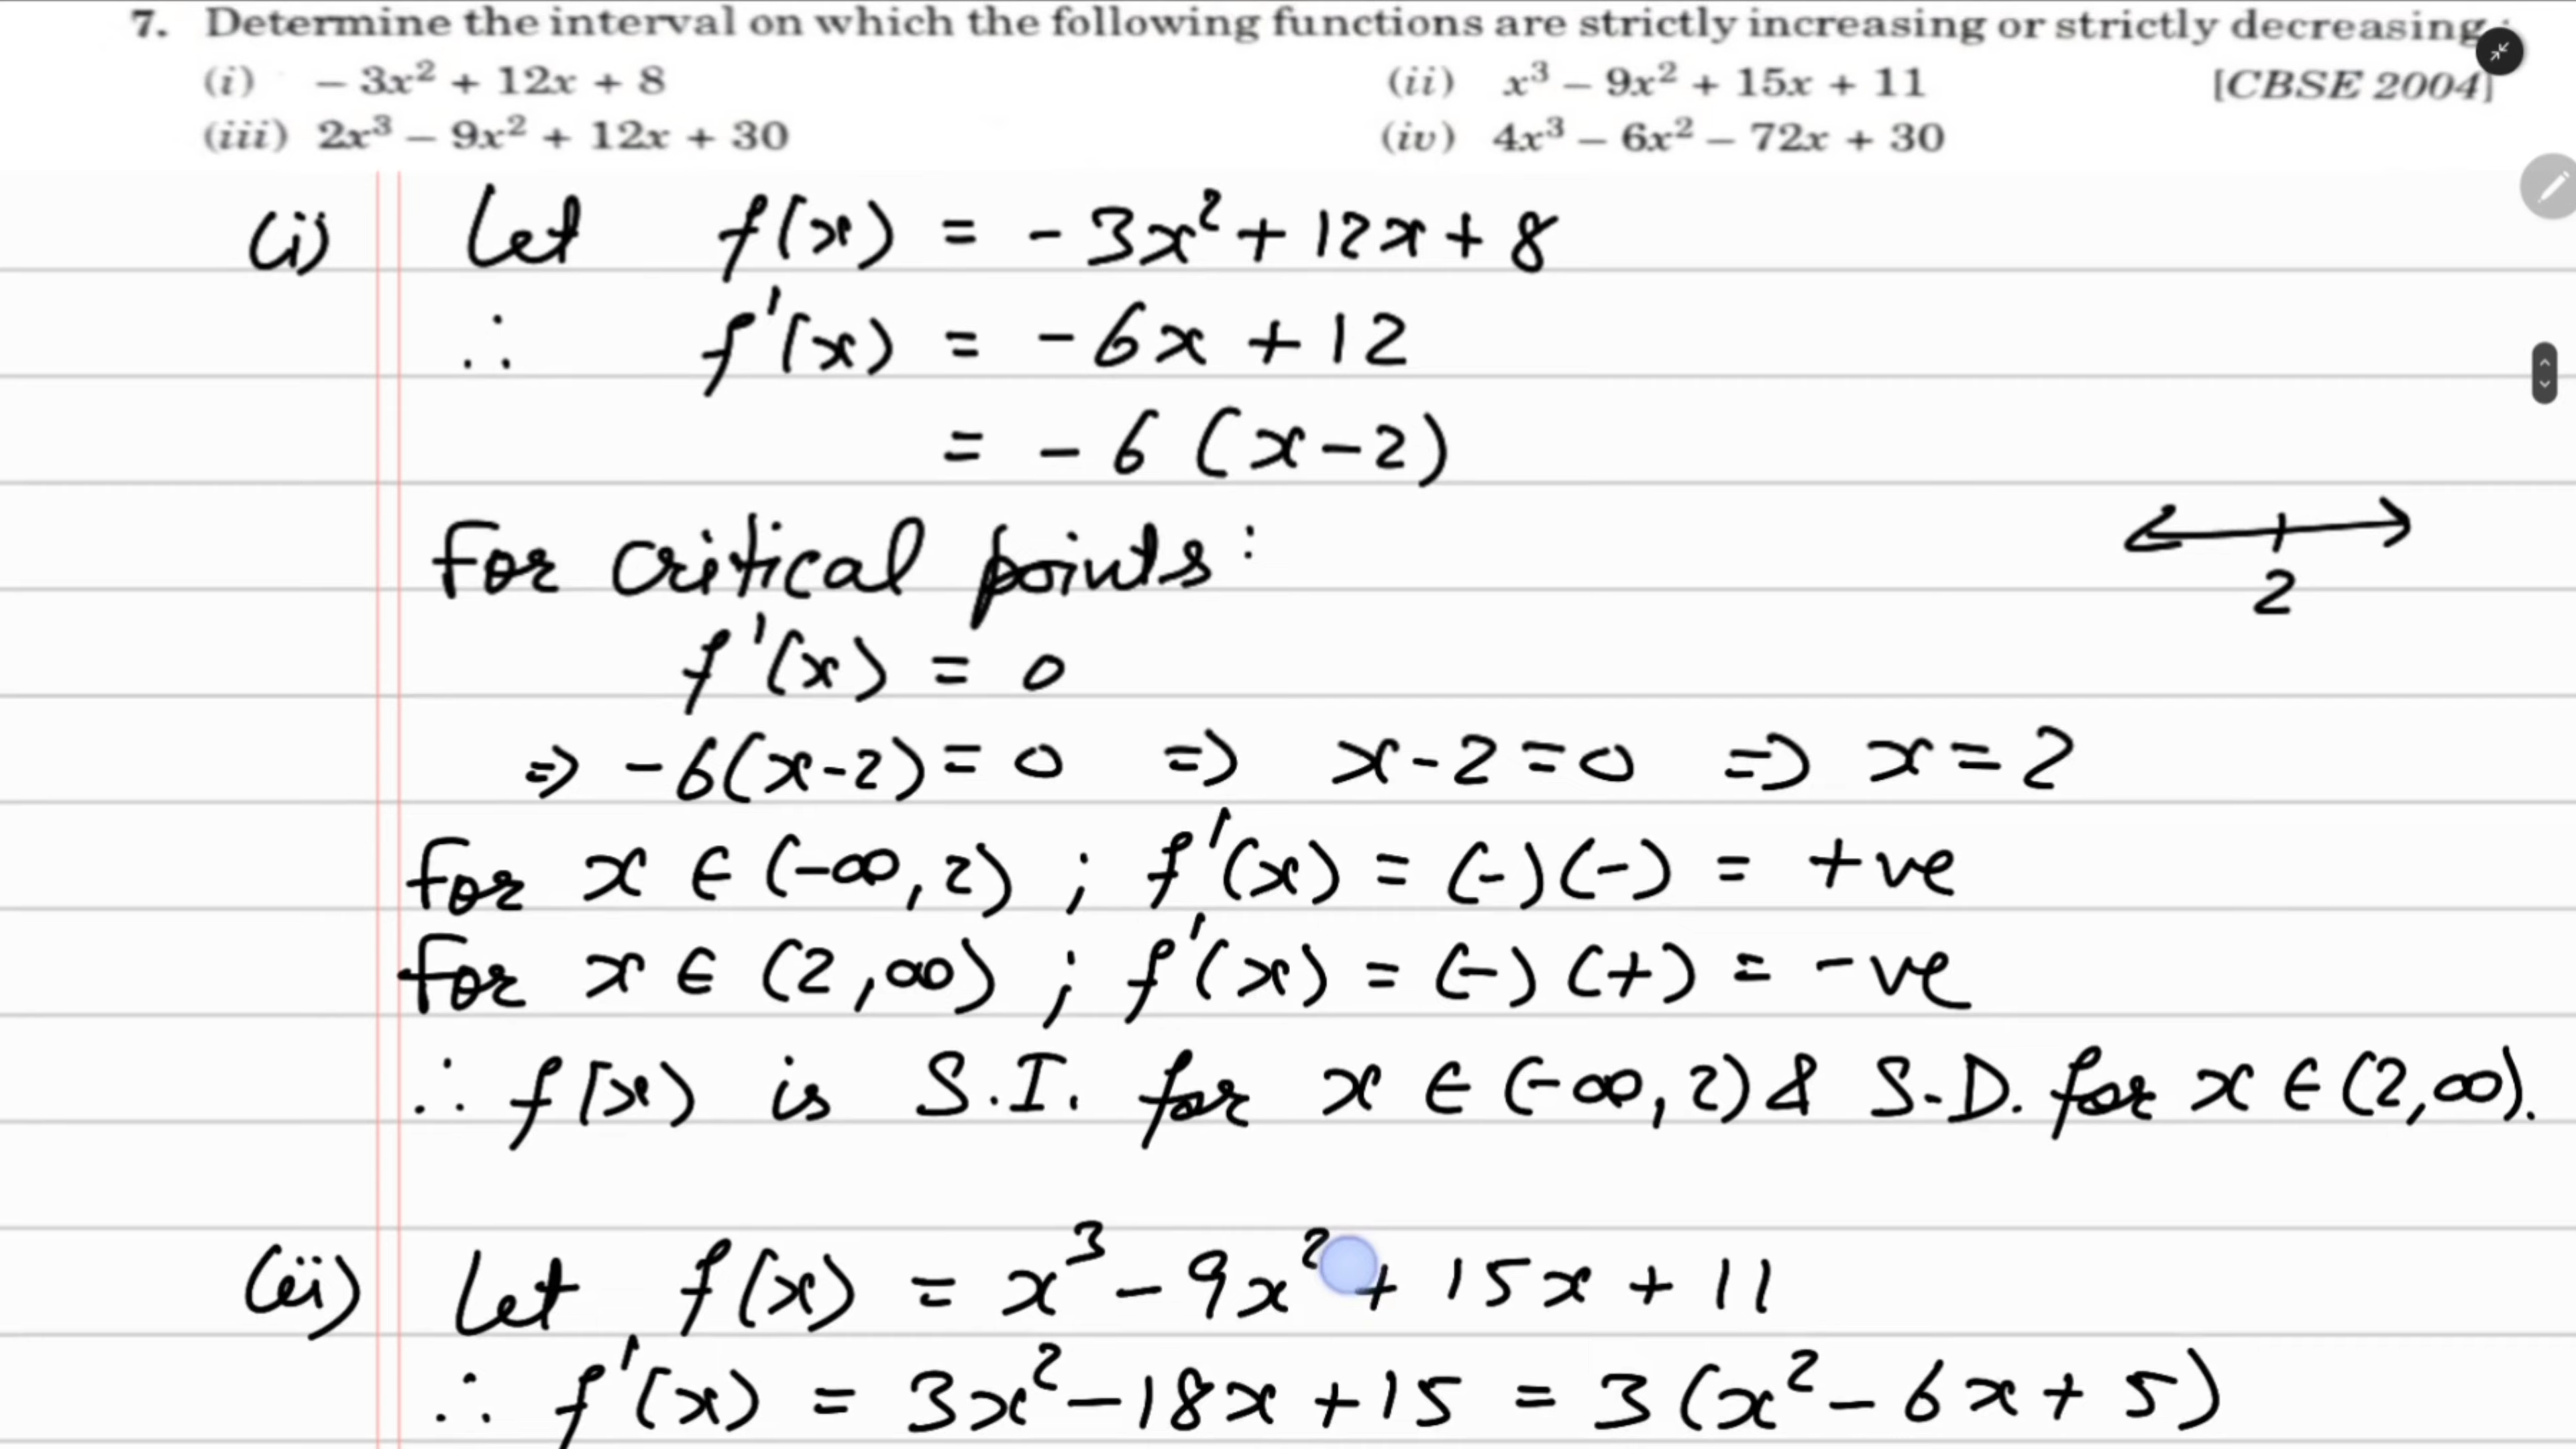 7. Determine the interval on which the following functions are strictly increasing or strictly decreasing :
(i) – 3x² + 12x + 8 (ii) x³ – 9x² + 15x + 11 [CBSE 2004]
(iii) 2x³ – 9x² + 12x + 30 (iv) 4x³ – 6x² – 72x + 30
(i) Let f(x) = -3x² + 12x + 8
∴ f'(x) = -6x + 12
= -6 (x-2)
For critical points :
2
f'(x) = 0
⇒ -6(x-2) = 0 ⇒ x-2=0 ⇒ x=2
For x ∈ (-∞, 2) ; f'(x) = (-)(-) = +ve
For x ∈ (2, ∞) ; f'(x) = (-) (+) = -ve
∴ f(x) is S.I. for x ∈ (-∞, 2) & S.D. for x ∈ (2, ∞).
(ii) Let f(x) = x³ - 9x² + 15x + 11
∴ f'(x) = 3x² - 18x + 15 = 3 (x² - 6x + 5)